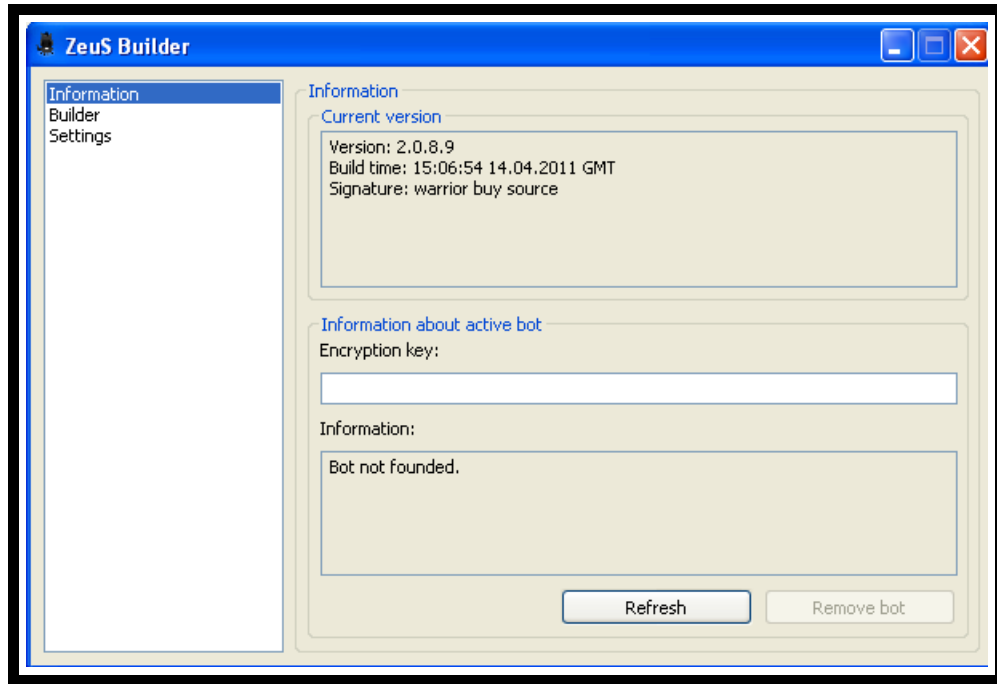 ZeuS Builder
Information
Builder
Settings
Information
Current version
Version: 2.0.8.9
Build time: 15:06:54 14.04.2011 GMT
Signature: warrior buy source
Information about active bot
Encryption key:
Information:
Bot not founded.
Refresh
Remove bot